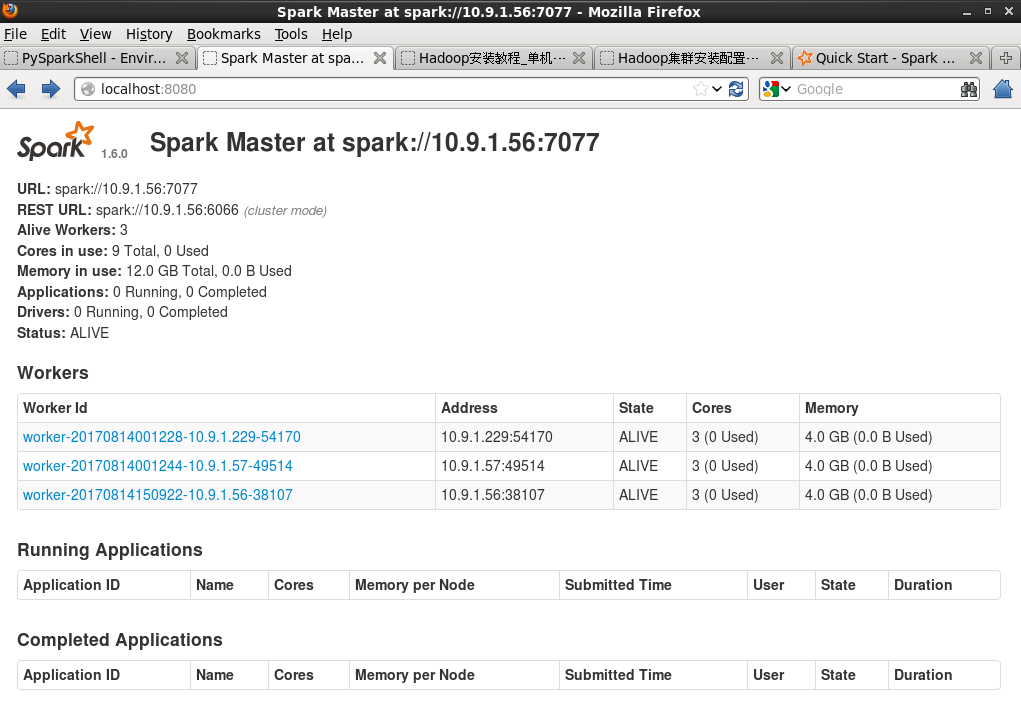 Spark Master at spark://10.9.1.56:7077 - Mozilla Firefox
File Edit View History Bookmarks Tools Help
PySparkShell - Envir... Spark Master at spa... Hadoop安装教程_单机... Hadoop集群安装配置... Quick Start - Spark ...
localhost:8080 Google
Spark 1.6.0 Spark Master at spark://10.9.1.56:7077
URL: spark://10.9.1.56:7077
REST URL: spark://10.9.1.56:6066 (cluster mode)
Alive Workers: 3
Cores in use: 9 Total, 0 Used
Memory in use: 12.0 GB Total, 0.0 B Used
Applications: 0 Running, 0 Completed
Drivers: 0 Running, 0 Completed
Status: ALIVE
Workers
Worker Id Address State Cores Memory
worker-20170814001228-10.9.1.229-54170 10.9.1.229:54170 ALIVE 3 (0 Used) 4.0 GB (0.0 B Used)
worker-20170814001244-10.9.1.57-49514 10.9.1.57:49514 ALIVE 3 (0 Used) 4.0 GB (0.0 B Used)
worker-20170814150922-10.9.1.56-38107 10.9.1.56:38107 ALIVE 3 (0 Used) 4.0 GB (0.0 B Used)
Running Applications
Application ID Name Cores Memory per Node Submitted Time User State Duration
Completed Applications
Application ID Name Cores Memory per Node Submitted Time User State Duration